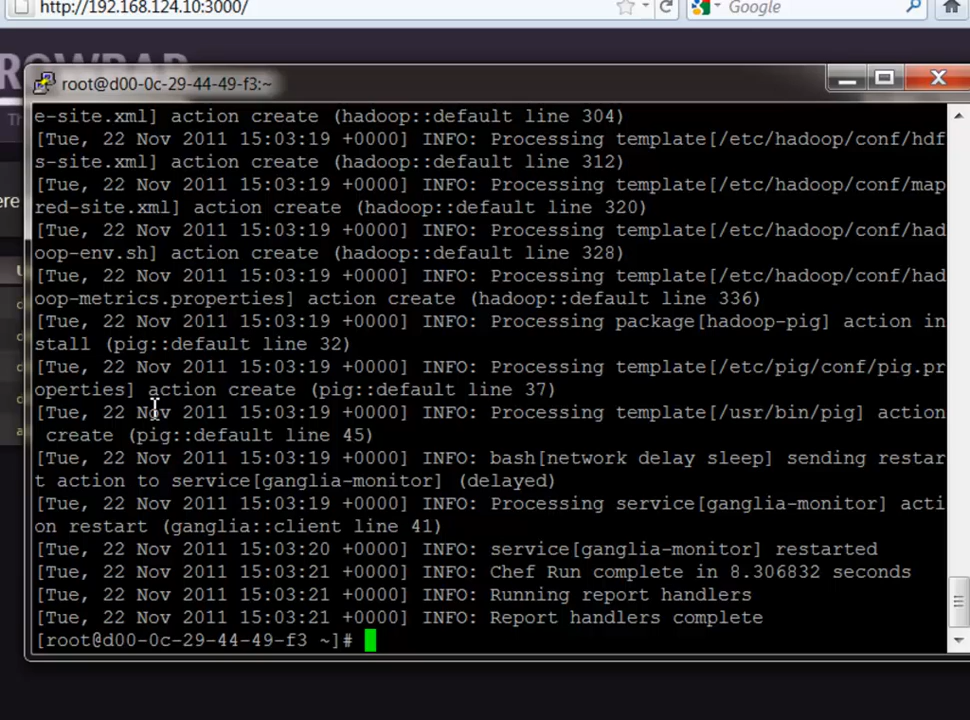 http://192.168.124.10:3000/
Google
root@d00-0c-29-44-49-f3:~
e-site.xml] action create (hadoop::default line 304)
[Tue, 22 Nov 2011 15:03:19 +0000] INFO: Processing template[/etc/hadoop/conf/hdf
s-site.xml] action create (hadoop::default line 312)
[Tue, 22 Nov 2011 15:03:19 +0000] INFO: Processing template[/etc/hadoop/conf/map
red-site.xml] action create (hadoop::default line 320)
[Tue, 22 Nov 2011 15:03:19 +0000] INFO: Processing template[/etc/hadoop/conf/had
oop-env.sh] action create (hadoop::default line 328)
[Tue, 22 Nov 2011 15:03:19 +0000] INFO: Processing template[/etc/hadoop/conf/had
oop-metrics.properties] action create (hadoop::default line 336)
[Tue, 22 Nov 2011 15:03:19 +0000] INFO: Processing package[hadoop-pig] action in
stall (pig::default line 32)
[Tue, 22 Nov 2011 15:03:19 +0000] INFO: Processing template[/etc/pig/conf/pig.pr
operties] action create (pig::default line 37)
[Tue, 22 Nov 2011 15:03:19 +0000] INFO: Processing template[/usr/bin/pig] action
 create (pig::default line 45)
[Tue, 22 Nov 2011 15:03:19 +0000] INFO: bash[network delay sleep] sending restar
t action to service[ganglia-monitor] (delayed)
[Tue, 22 Nov 2011 15:03:19 +0000] INFO: Processing service[ganglia-monitor] acti
on restart (ganglia::client line 41)
[Tue, 22 Nov 2011 15:03:20 +0000] INFO: service[ganglia-monitor] restarted
[Tue, 22 Nov 2011 15:03:21 +0000] INFO: Chef Run complete in 8.306832 seconds
[Tue, 22 Nov 2011 15:03:21 +0000] INFO: Running report handlers
[Tue, 22 Nov 2011 15:03:21 +0000] INFO: Report handlers complete
[root@d00-0c-29-44-49-f3 ~]#